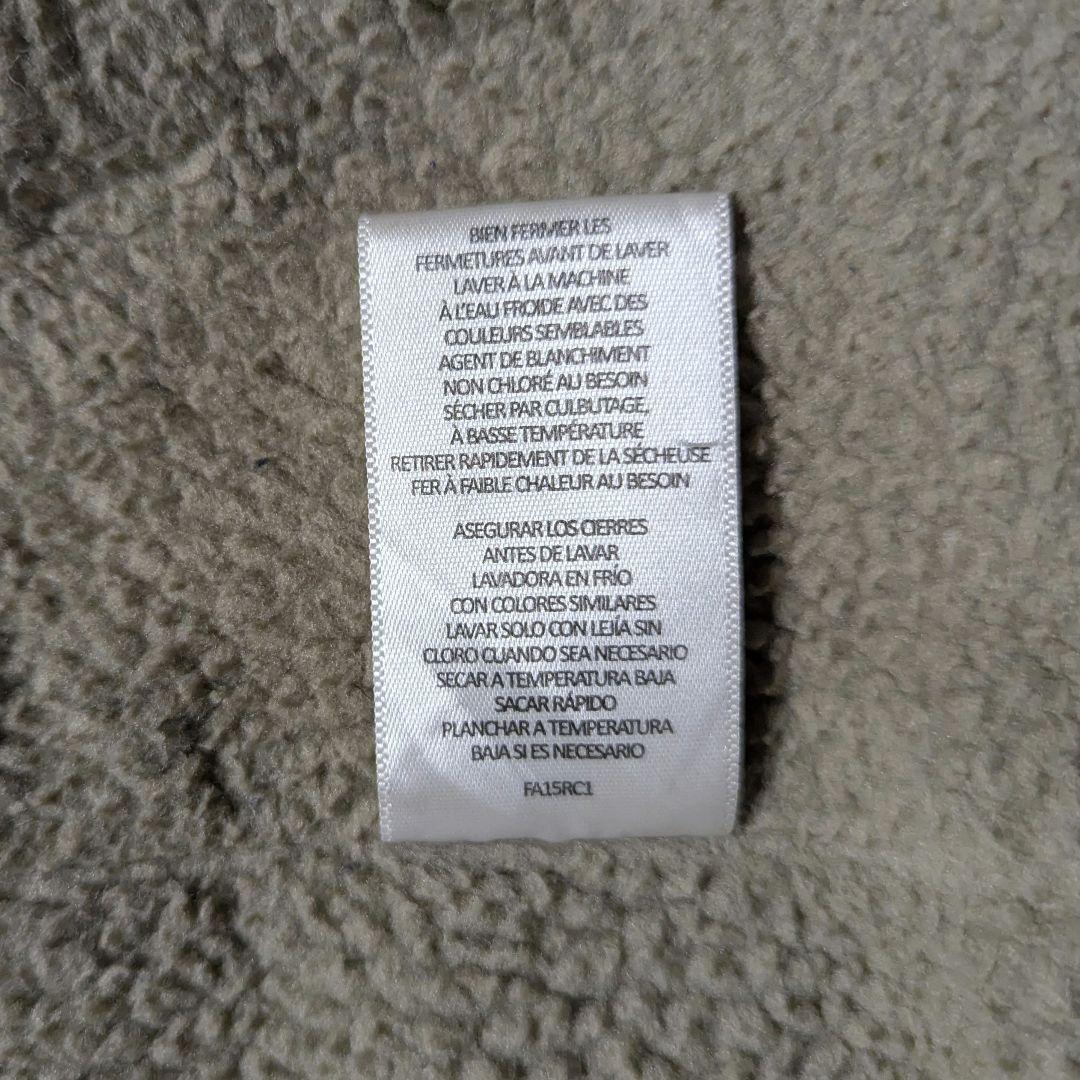 BIEN FERMER LES
FERMETURES AVANT DE LAVER
LAVER À LA MACHINE
À L'EAU FROIDE AVEC DES
COULEURS SEMBLABLES
AGENT DE BLANCHIMENT
NON CHLORÉ AU BESOIN
SÉCHER PAR CULBUTAGE,
À BASSE TEMPÉRATURE
RETIRER RAPIDEMENT DE LA SÉCHEUSE
FER À FAIBLE CHALEUR AU BESOIN
ASEGURAR LOS CIERRES
ANTES DE LAVAR
LAVADORA EN FRÍO
CON COLORES SIMILARES
LAVAR SOLO CON LEJÍA SIN
CLORO CUANDO SEA NECESARIO
SECAR A TEMPERATURA BAJA
SACAR RÁPIDO
PLANCHAR A TEMPERATURA
BAJA SI ES NECESARIO
FA15RC1